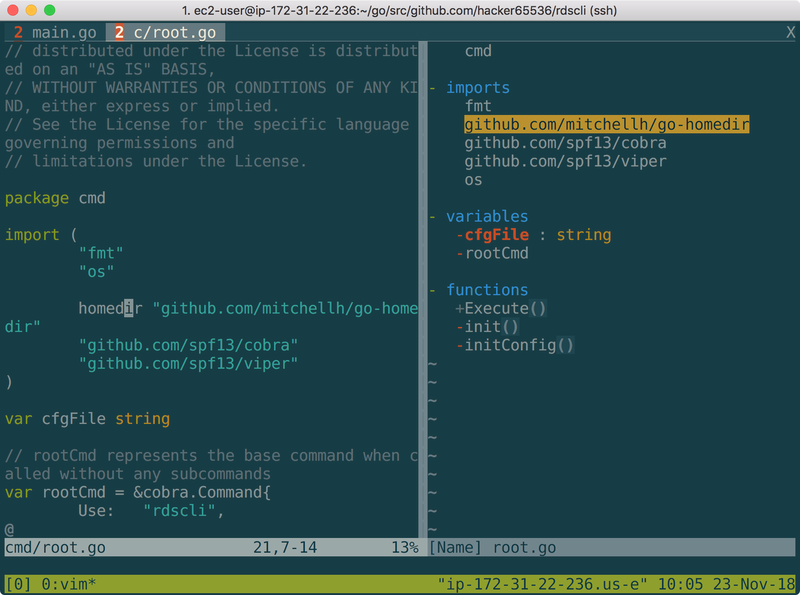 1. ec2-user@ip-172-31-22-236:~/go/src/github.com/hacker65536/rdscli (ssh)
2 main.go 2 c/root.go X
// distributed under the License is distribut
ed on an "AS IS" BASIS,
// WITHOUT WARRANTIES OR CONDITIONS OF ANY KI
ND, either express or implied.
// See the License for the specific language
governing permissions and
// limitations under the License.
package cmd
import (
"fmt"
"os"
homedir "github.com/mitchellh/go-home
dir"
"github.com/spf13/cobra"
"github.com/spf13/viper"
)
var cfgFile string
// rootCmd represents the base command when c
alled without any subcommands
var rootCmd = &cobra.Command{
Use: "rdscli",
@
cmd/root.go 21,7-14 13%
cmd
- imports
fmt
github.com/mitchellh/go-homedir
github.com/spf13/cobra
github.com/spf13/viper
os
- variables
-cfgFile : string
-rootCmd
- functions
+Execute()
-init()
-initConfig()
~
~
~
~
~
~
~
~
~
~
[Name] root.go
[0] 0:vim* "ip-172-31-22-236.us-e" 10:05 23-Nov-18